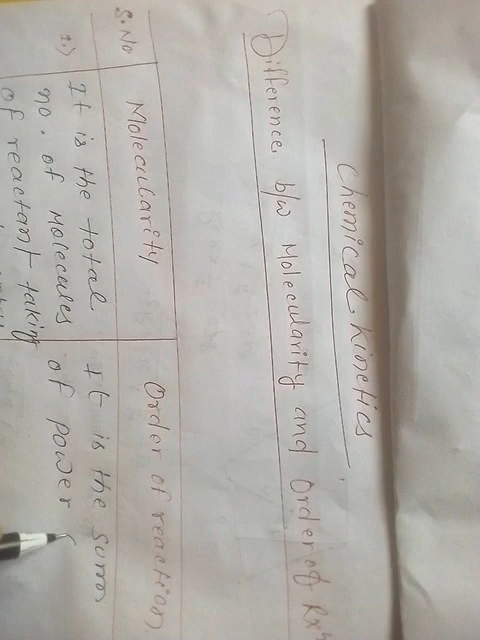 Chemical Kinetics
Difference b/w Molecularity and Order of Rxn
S.No Molecularity Order of reaction
1.) It is the total It is the sum
no. of Molecules of power
of reactant taking